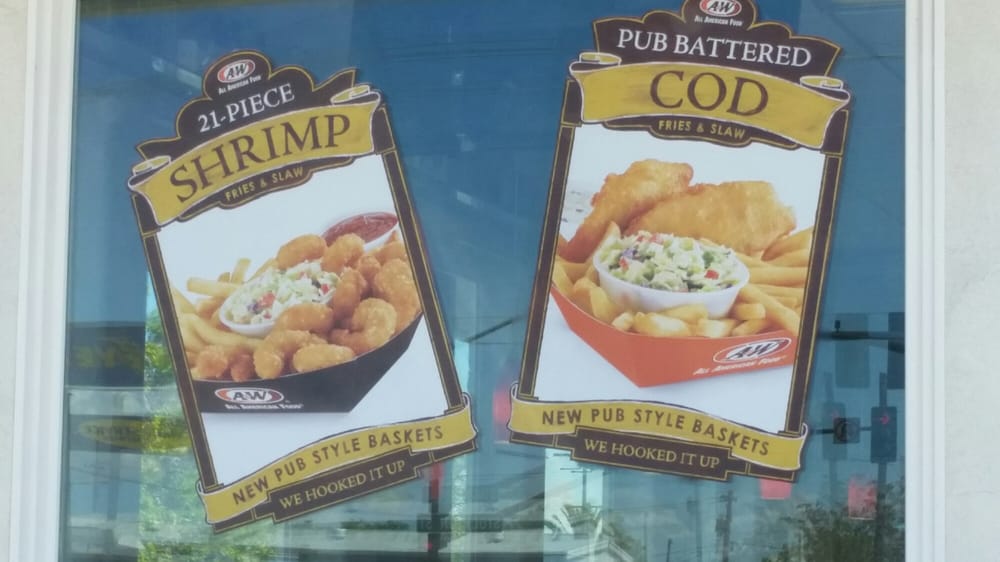 A&W
ALL AMERICAN FOOD
21-PIECE
SHRIMP
FRIES & SLAW
A&W
ALL AMERICAN FOOD
NEW PUB STYLE BASKETS
WE HOOKED IT UP
A&W
ALL AMERICAN FOOD
PUB BATTERED
COD
FRIES & SLAW
A&W
ALL AMERICAN FOOD
NEW PUB STYLE BASKETS
WE HOOKED IT UP